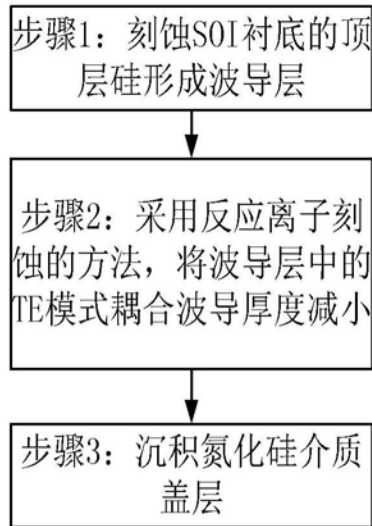 步骤1：刻蚀SOI衬底的顶
层硅形成波导层
步骤2：采用反应离子刻
蚀的方法，将波导层中的
TE模式耦合波导厚度减小
步骤3：沉积氮化硅介质
盖层